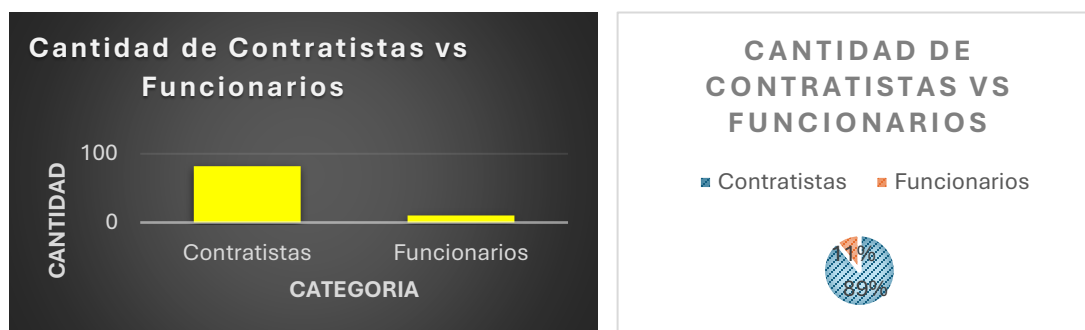 Cantidad de Contratistas vs
Funcionarios
CANTIDAD
100
0
Contratistas Funcionarios
CATEGORIA
CANTIDAD DE
CONTRATISTAS VS
FUNCIONARIOS
Contratistas Funcionarios
11%
89%